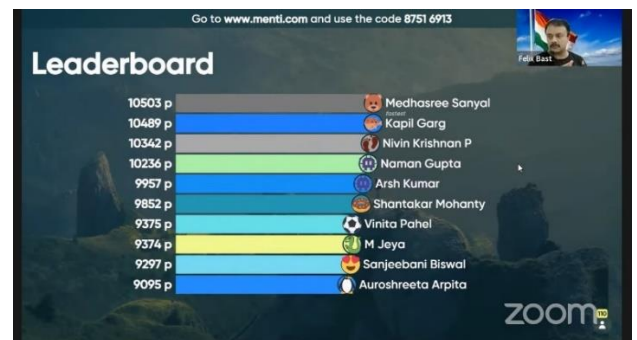 Go to www.menti.com and use the code 8751 6913
Felix Bast
Leaderboard
10503 p Medhasree Sanyal
fastest
10489 p Kapil Garg
10342 p Nivin Krishnan P
10236 p Naman Gupta
9957 p Arsh Kumar
9852 p Shantakar Mohanty
9375 p Vinita Pahel
9374 p M Jeya
9297 p Sanjeebani Biswal
9095 p Auroshreeta Arpita
zoom
110